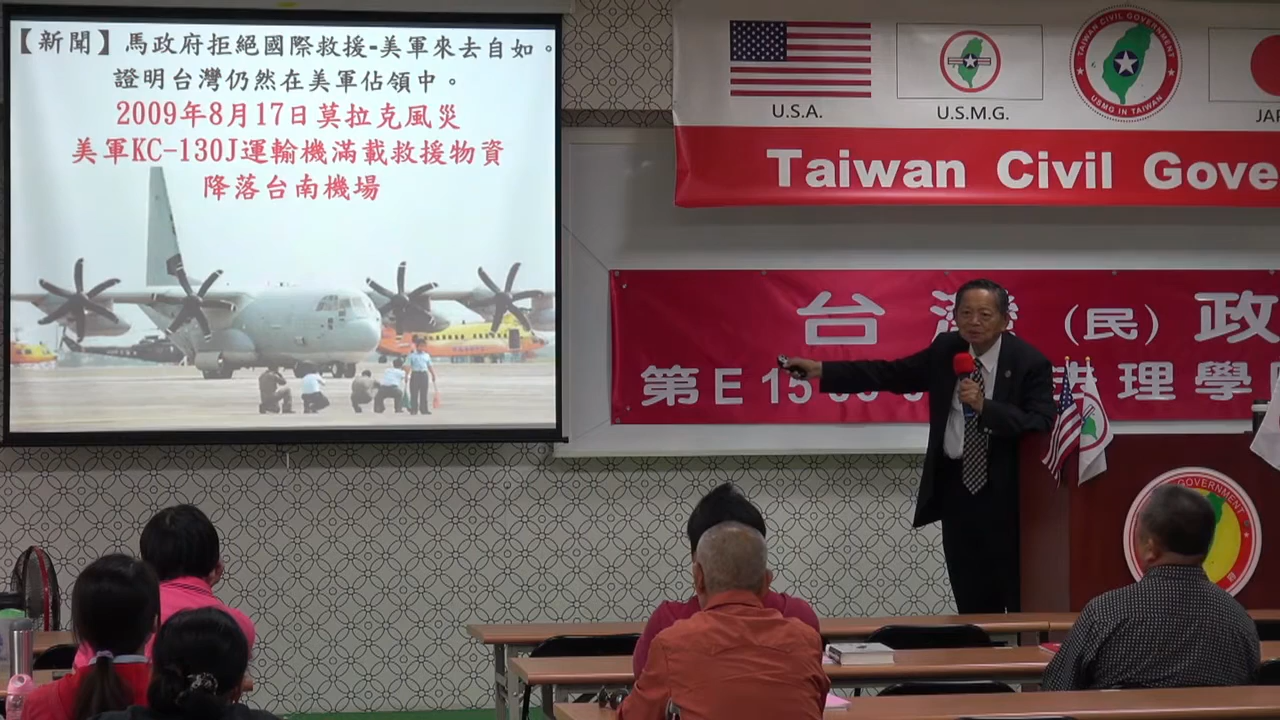 【新聞】馬政府拒絕國際救援-美軍來去自如。
證明台灣仍然在美軍佔領中。
2009年8月17日莫拉克風災
美軍KC-130J運輸機滿載救援物資
降落台南機場
U.S.A.
U.S.M.G.
TAIWAN CIVIL GOVERNMENT
USMG IN TAIWAN
JAP
Taiwan Civil Gove
台灣(民)政
第E15
理學
GOVERNMENT